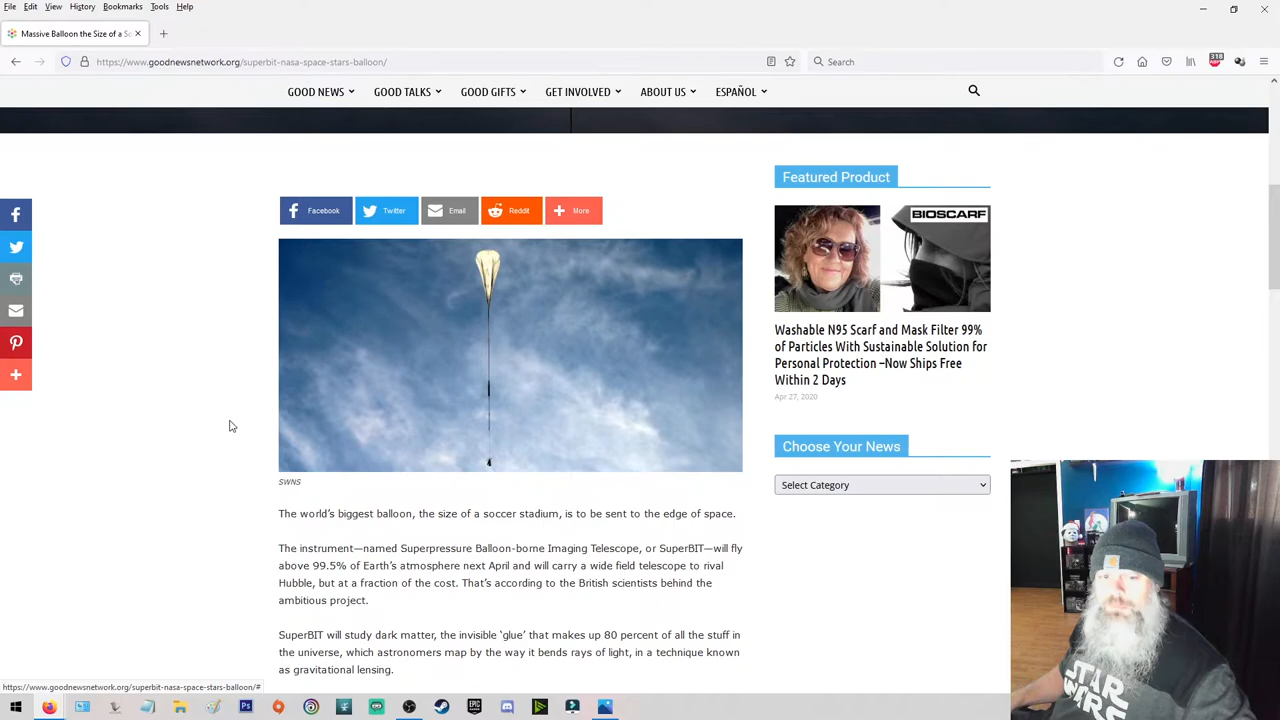 File Edit View History Bookmarks Tools Help
Massive Balloon the Size of a So
https://www.goodnewsnetwork.org/superbit-nasa-space-stars-balloon/
Search
318
ABP
GOOD NEWS GOOD TALKS GOOD GIFTS GET INVOLVED ABOUT US ESPAÑOL
Facebook Twitter Email Reddit More
SWNS
The world's biggest balloon, the size of a soccer stadium, is to be sent to the edge of space.
The instrument—named Superpressure Balloon-borne Imaging Telescope, or SuperBIT—will fly
above 99.5% of Earth's atmosphere next April and will carry a wide field telescope to rival
Hubble, but at a fraction of the cost. That's according to the British scientists behind the
ambitious project.
SuperBIT will study dark matter, the invisible 'glue' that makes up 80 percent of all the stuff in
the universe, which astronomers map by the way it bends rays of light, in a technique known
as gravitational lensing.
Featured Product
BIOSCARF
Washable N95 Scarf and Mask Filter 99%
of Particles With Sustainable Solution for
Personal Protection –Now Ships Free
Within 2 Days
Apr 27, 2020
Choose Your News
Select Category
https://www.goodnewsnetwork.org/superbit-nasa-space-stars-balloon/#
Ps
EPIC
STAR
WARS